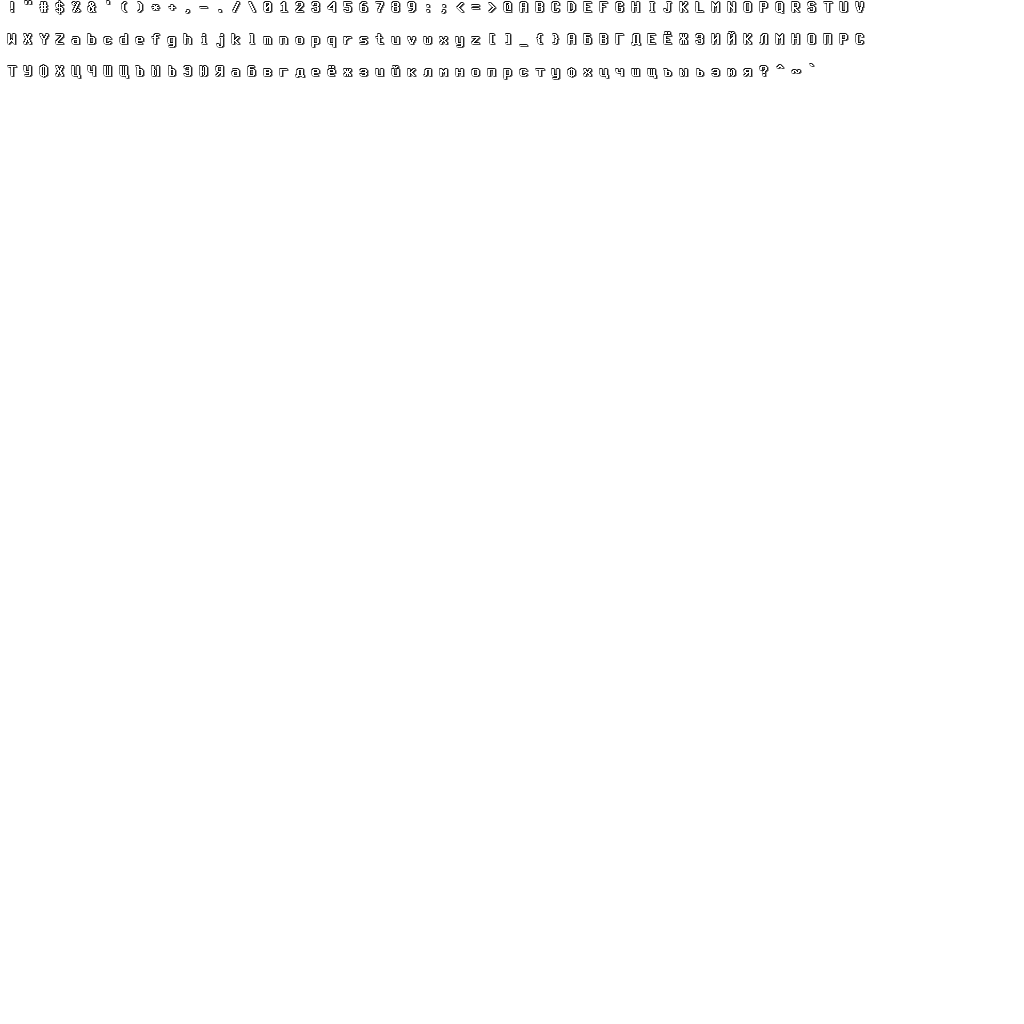 ! " # $ % & ' ( ) * + , - . / \ 0 1 2 3 4 5 6 7 8 9 : ; < = > Q A B C D E F G H I J K L M N O P Q R S T U V
W X Y Z a b c d e f g h i j k l m n o p q r s t u v w x y z [ ] _ { } А Б В Г Д Е Ё Ж З И Й К Л М Н О П Р С
Т У Ф Х Ц Ч Ш Щ Ъ Ы Ь Э Ю Я а б в г д е ё ж з и й к л м н о п р с т у ф х ц ч ш щ ъ ы ь э ю я ? ^ ~ `